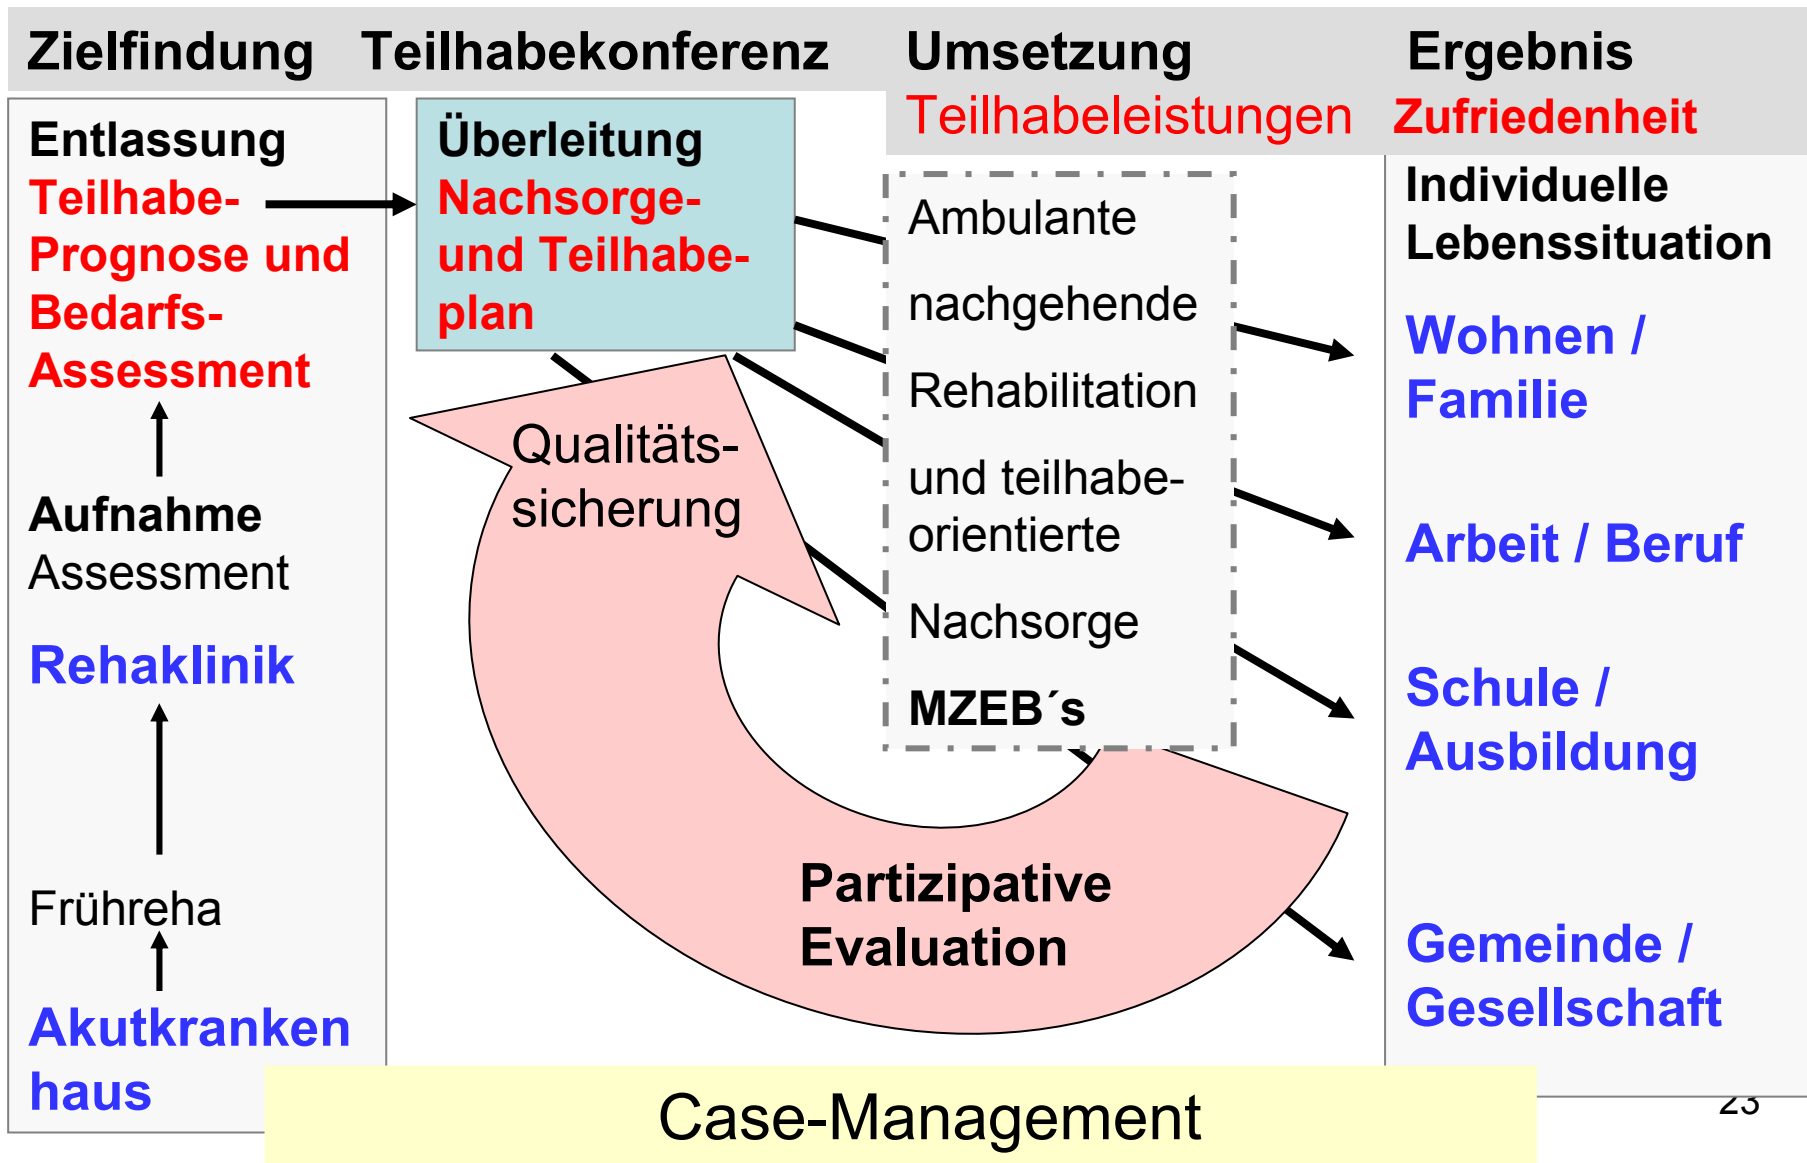 Zielfindung Teilhabekonferenz Umsetzung Ergebnis
Teilhabeleistungen Zufriedenheit
Entlassung
Teilhabe-
Prognose und
Bedarfs-
Assessment
Aufnahme
Assessment
Rehaklinik
Frühreha
Akutkranken
haus
Überleitung
Nachsorge-
und Teilhabe-
plan
Qualitäts-
sicherung
Partizipative
Evaluation
Ambulante
nachgehende
Rehabilitation
und teilhabe-
orientierte
Nachsorge
MZEB´s
Individuelle
Lebenssituation
Wohnen /
Familie
Arbeit / Beruf
Schule /
Ausbildung
Gemeinde /
Gesellschaft
Case-Management
23